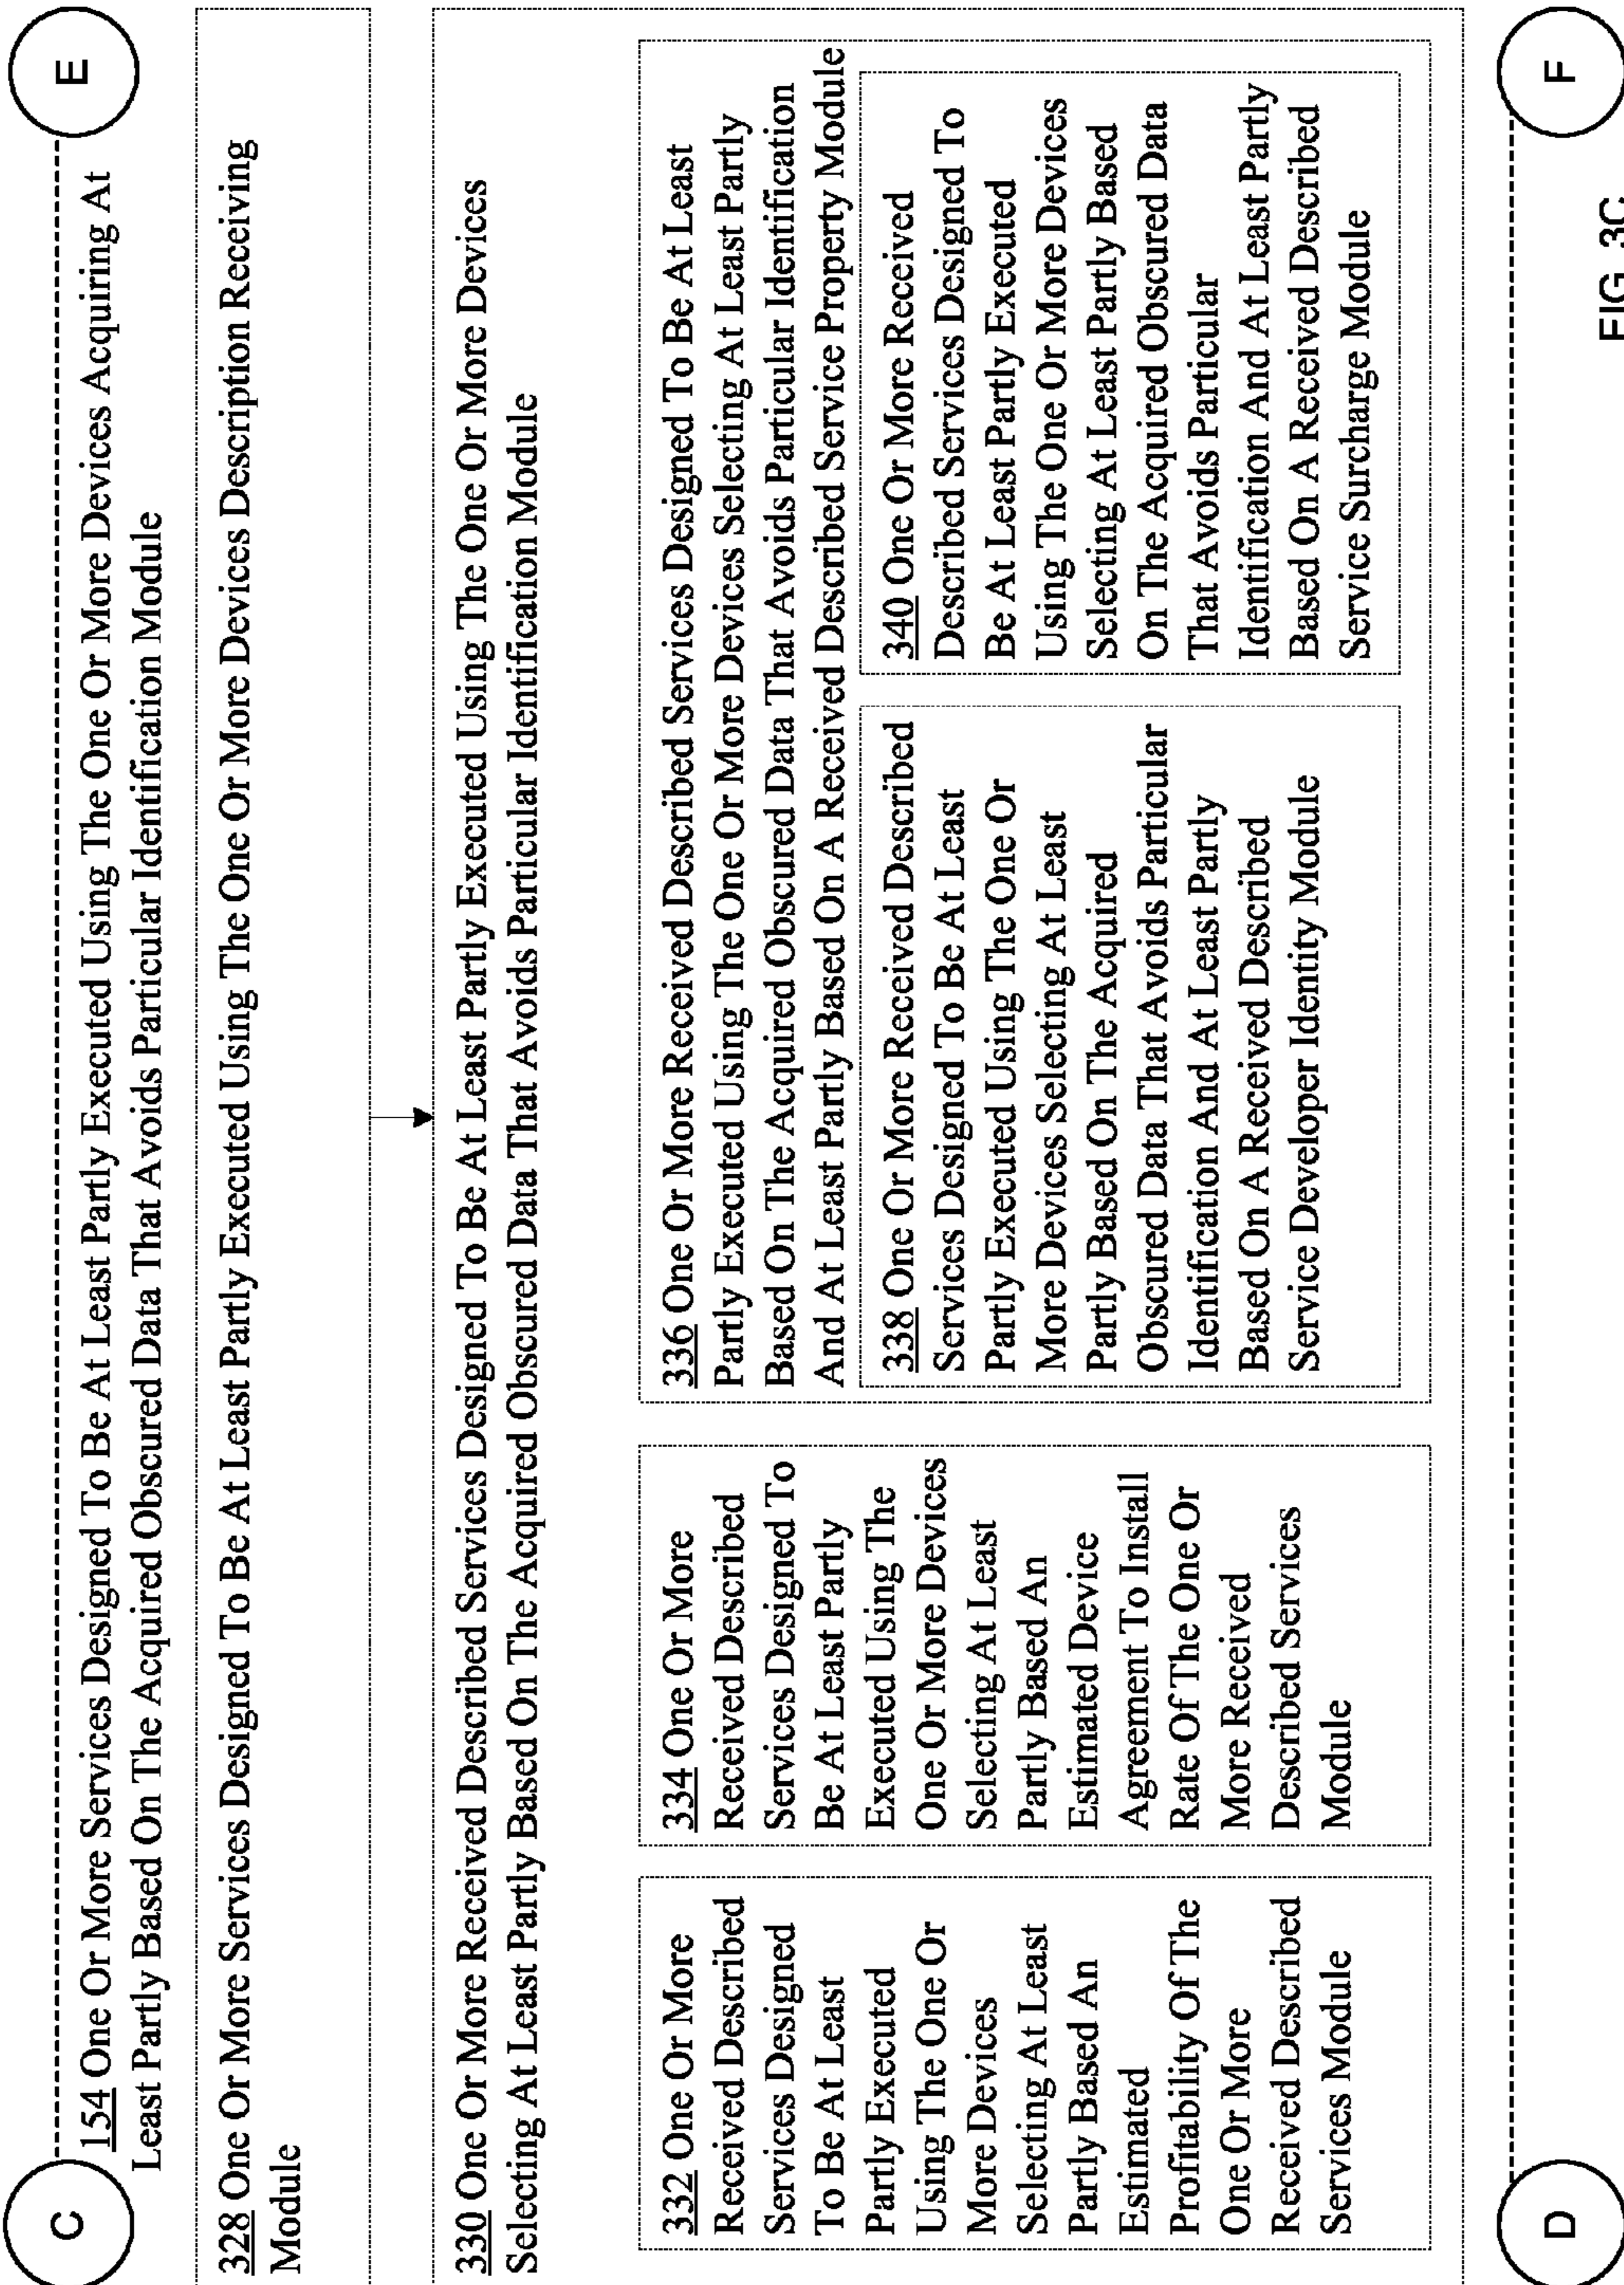 C
E
154 One Or More Services Designed To Be At Least Partly Executed Using The One Or More Devices Acquiring At
Least Partly Based On The Acquired Obscured Data That Avoids Particular Identification Module
328 One Or More Services Designed To Be At Least Partly Executed Using The One Or More Devices Description Receiving
Module
330 One Or More Received Described Services Designed To Be At Least Partly Executed Using The One Or More Devices
Selecting At Least Partly Based On The Acquired Obscured Data That Avoids Particular Identification Module
332 One Or More
Received Described
Services Designed
To Be At Least
Partly Executed
Using The One Or
More Devices
Selecting At Least
Partly Based An
Estimated
Profitability Of The
One Or More
Received Described
Services Module
334 One Or More
Received Described
Services Designed To
Be At Least Partly
Executed Using The
One Or More Devices
Selecting At Least
Partly Based An
Estimated Device
Agreement To Install
Rate Of The One Or
More Received
Described Services
Module
336 One Or More Received Described Services Designed To Be At Least
Partly Executed Using The One Or More Devices Selecting At Least Partly
Based On The Acquired Obscured Data That Avoids Particular Identification
And At Least Partly Based On A Received Described Service Property Module
338 One Or More Received Described
Services Designed To Be At Least
Partly Executed Using The One Or
More Devices Selecting At Least
Partly Based On The Acquired
Obscured Data That Avoids Particular
Identification And At Least Partly
Based On A Received Described
Service Developer Identity Module
340 One Or More Received
Described Services Designed To
Be At Least Partly Executed
Using The One Or More Devices
Selecting At Least Partly Based
On The Acquired Obscured Data
That Avoids Particular
Identification And At Least Partly
Based On A Received Described
Service Surcharge Module
D
F
FIG. 3C